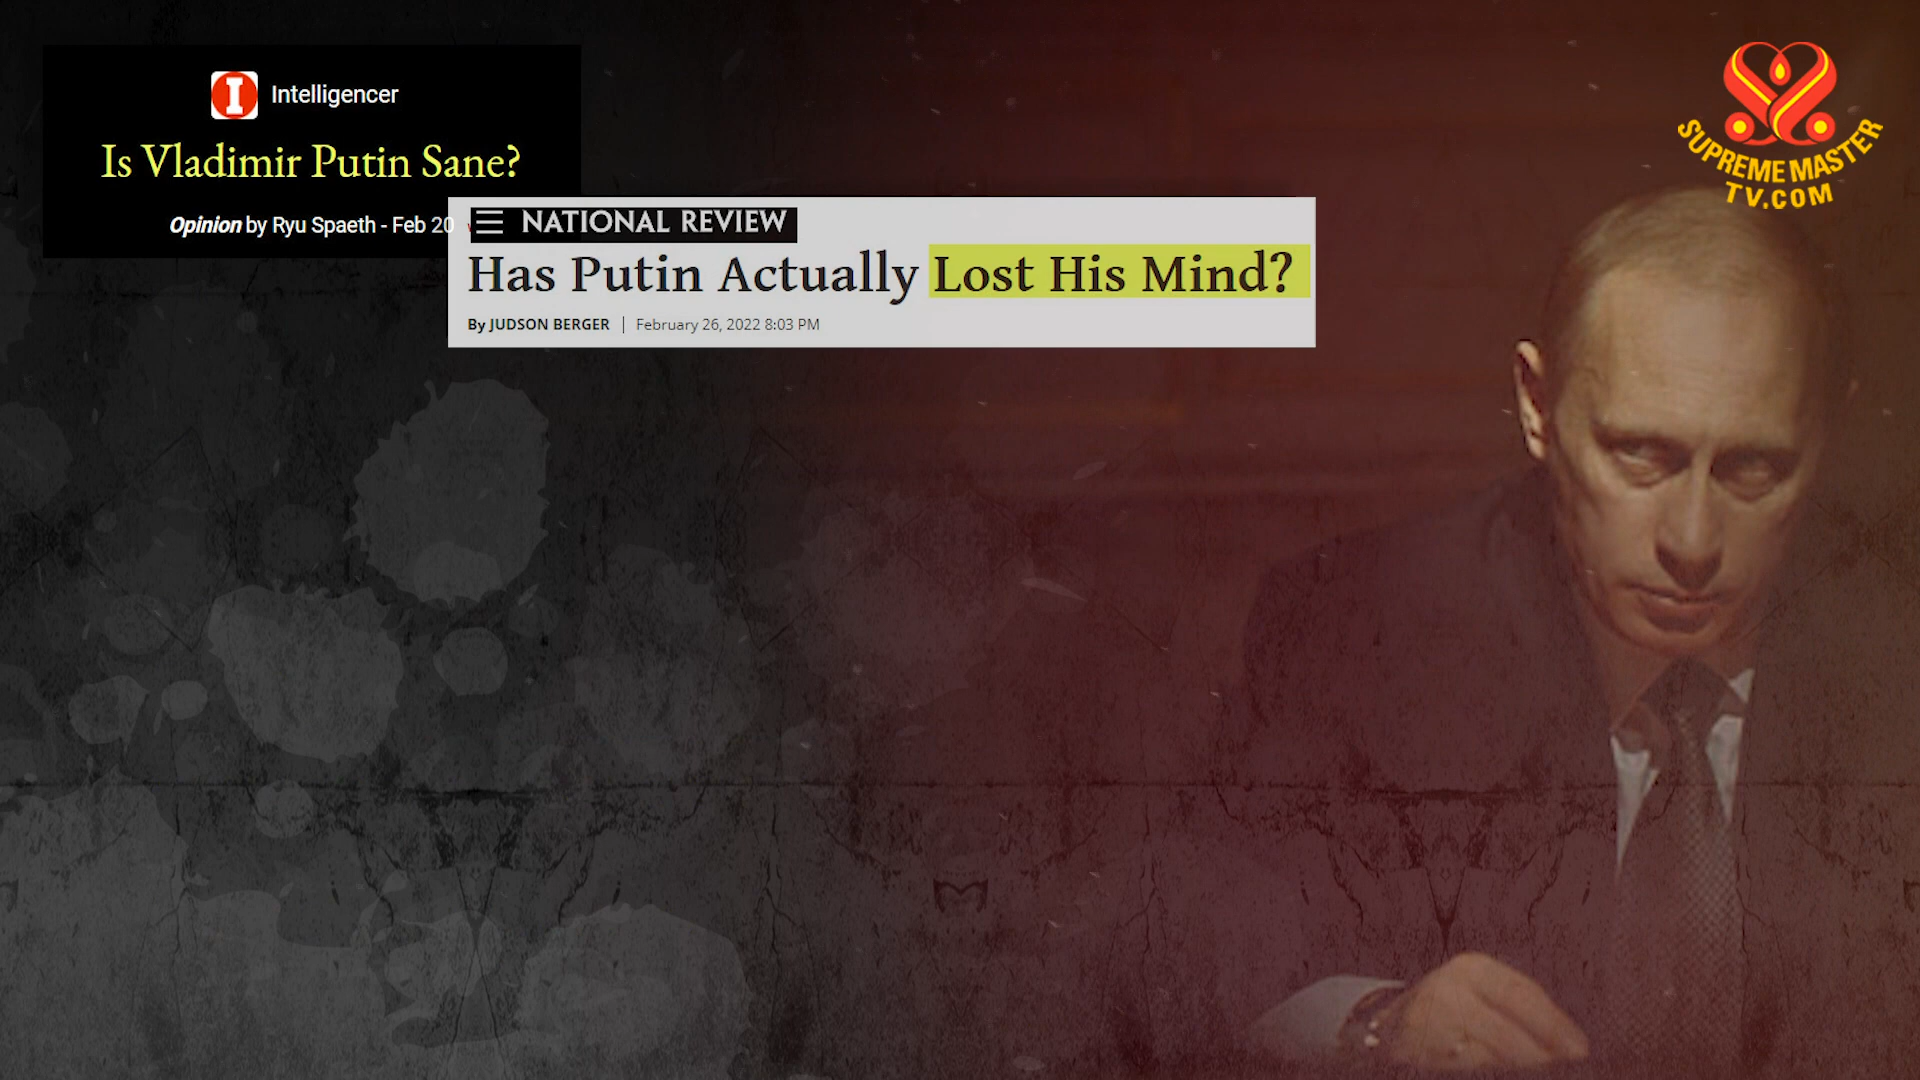 Intelligencer
Is Vladimir Putin Sane?
Opinion by Ryu Spaeth - Feb 20
NATIONAL REVIEW
Has Putin Actually Lost His Mind?
By JUDSON BERGER | February 26, 2022 8:03 PM
SUPREME MASTER
TV.COM